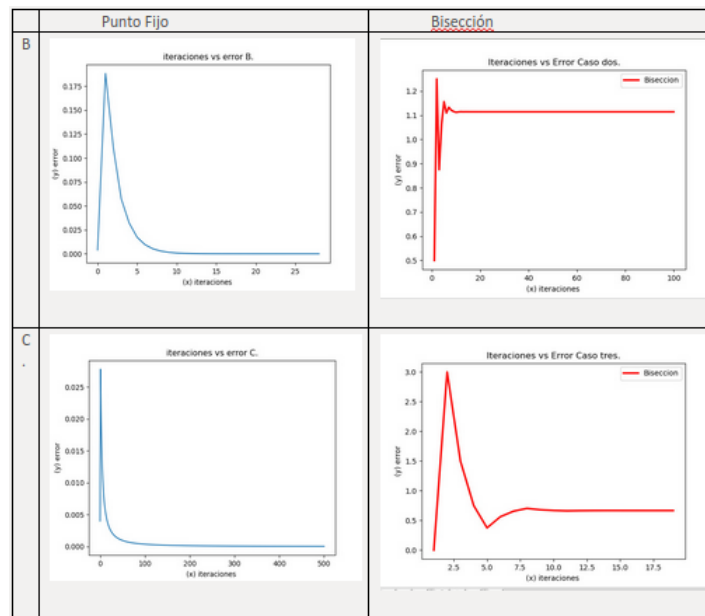 Punto Fijo
Bisección
B
iteraciones vs error B.
(y) error
0.175
0.150
0.125
0.100
0.075
0.050
0.025
0.000
0 5 10 15 20 25
(x) iteraciones
Iteraciones vs Error Caso dos.
Biseccion
(y) error
1.2
1.1
1.0
0.9
0.8
0.7
0.6
0.5
0 20 40 60 80 100
(x) iteraciones
C
.
iteraciones vs error C.
(y) error
0.025
0.020
0.015
0.010
0.005
0.000
0 100 200 300 400 500
(x) iteraciones
Iteraciones vs Error Caso tres.
Biseccion
(y) error
3.0
2.5
2.0
1.5
1.0
0.5
0.0
2.5 5.0 7.5 10.0 12.5 15.0 17.5
(x) iteraciones